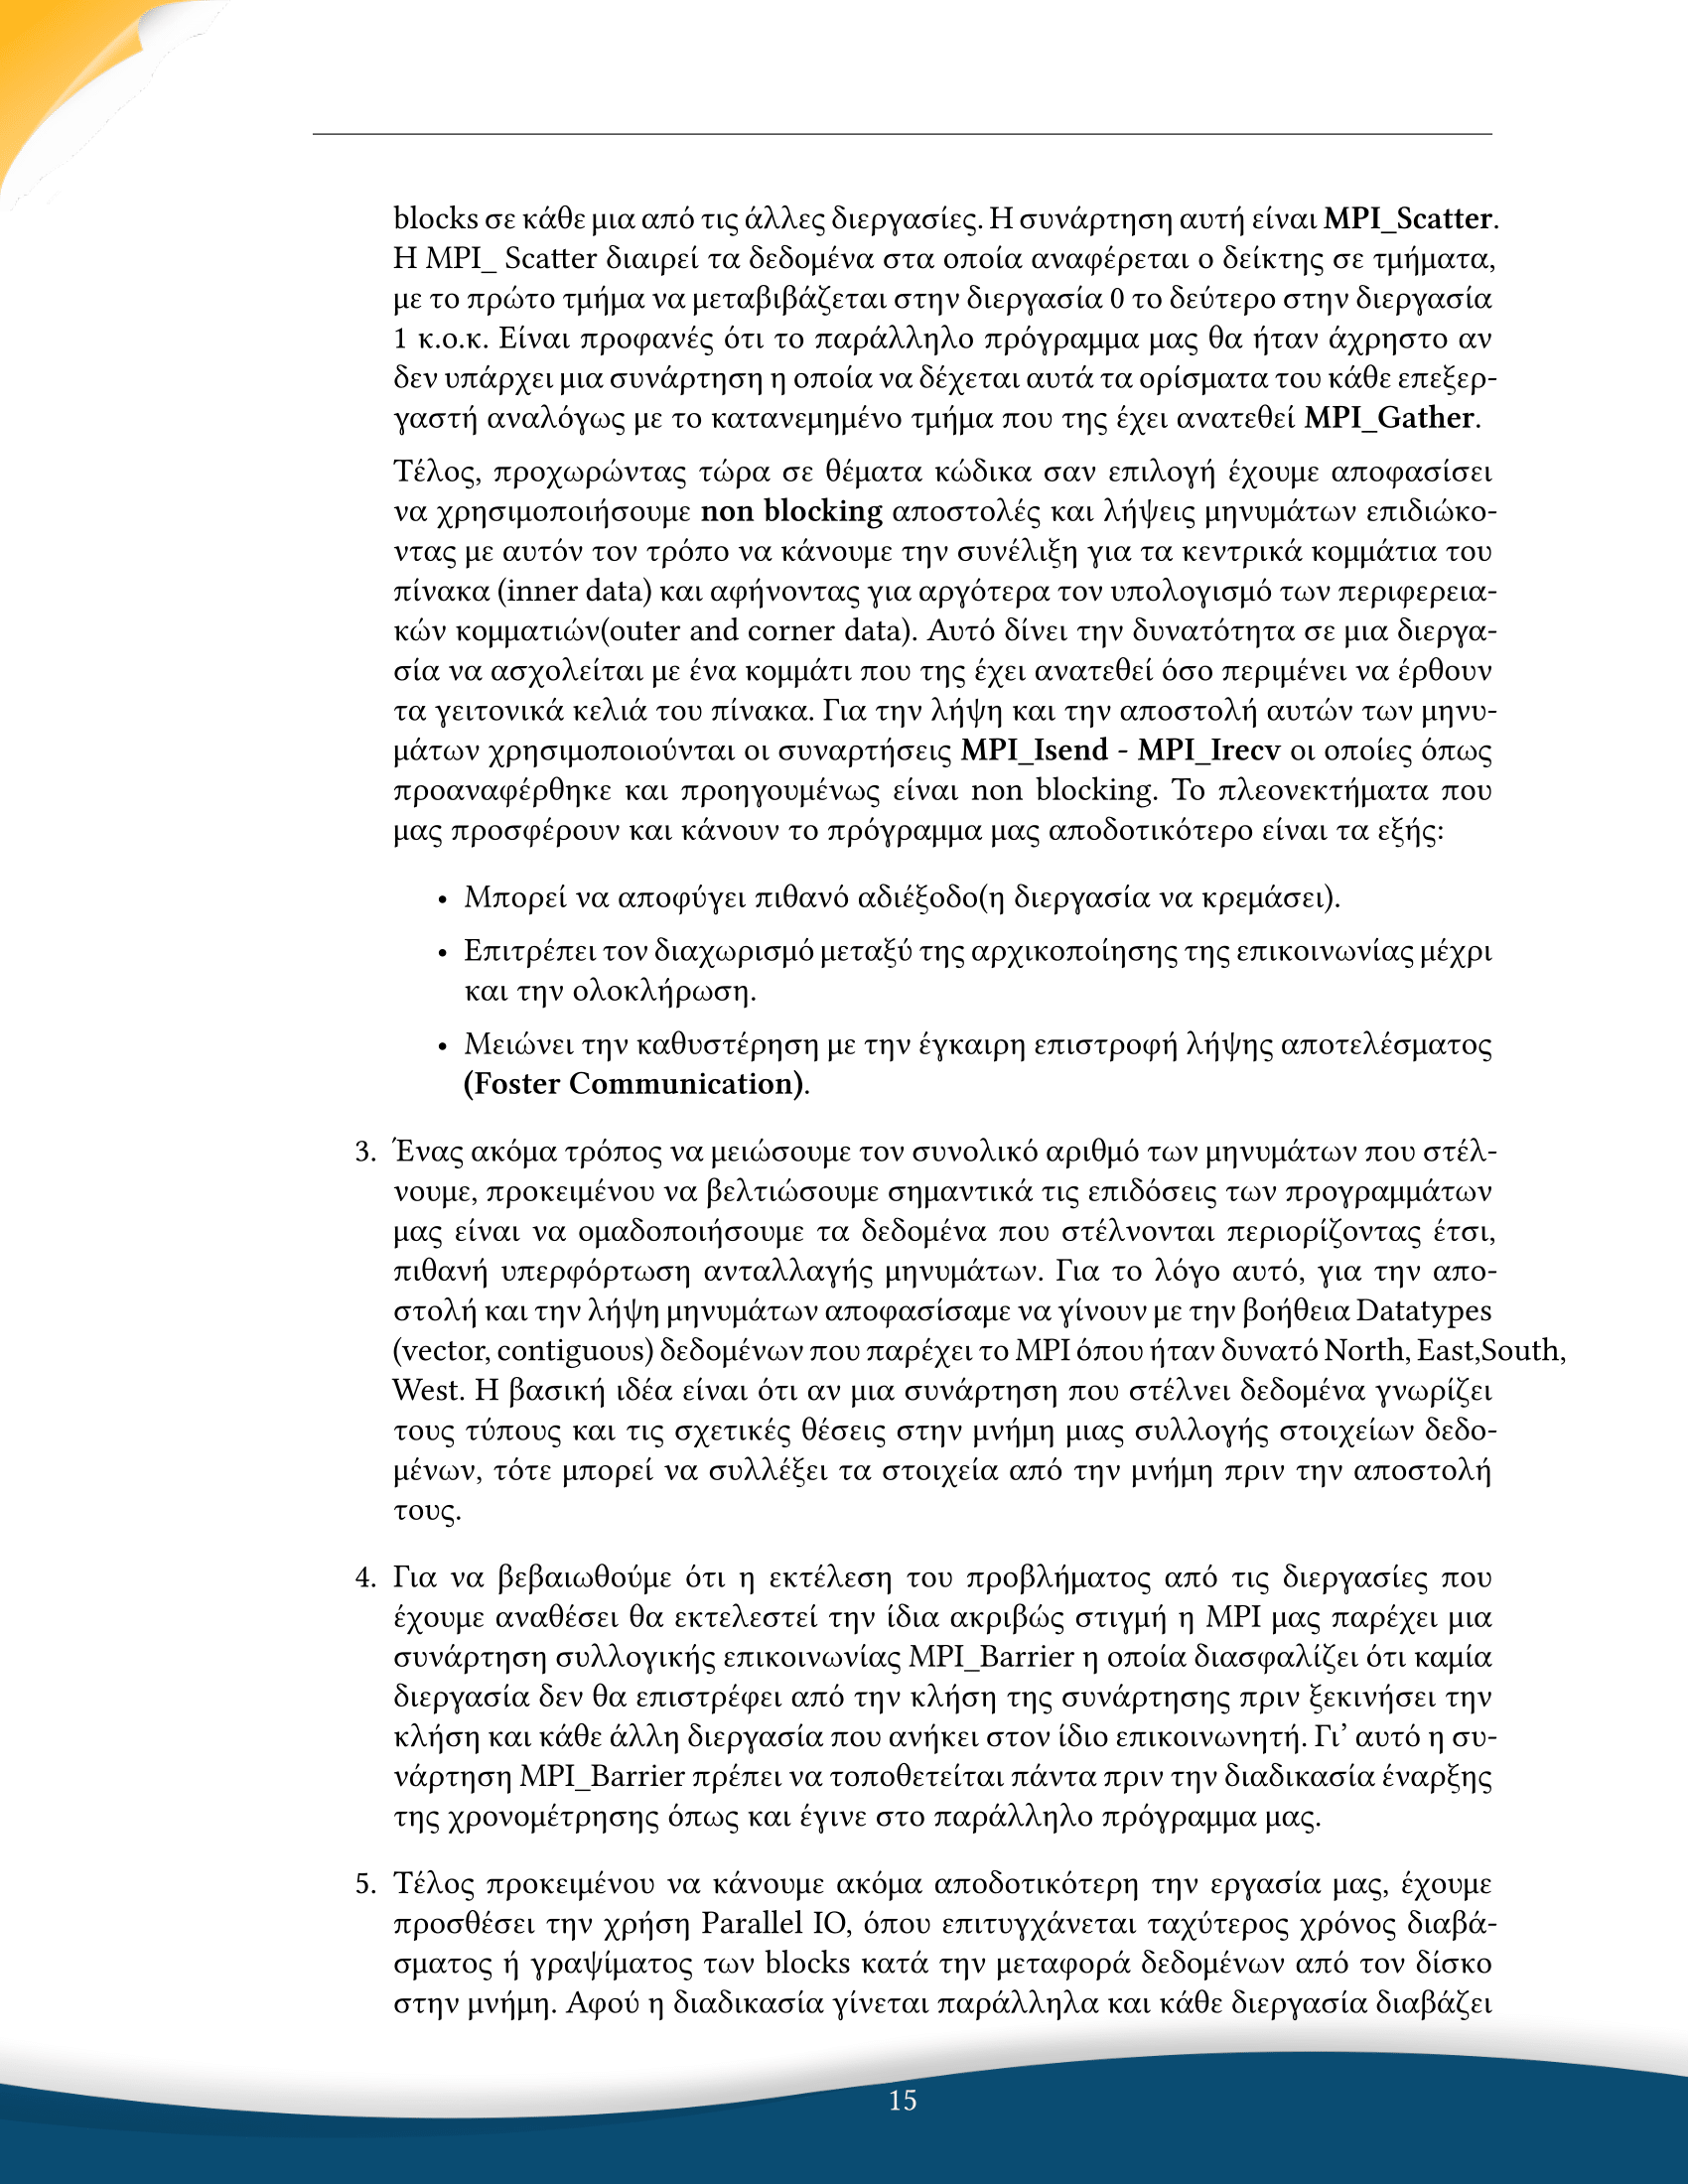 blocks σε κάθε μια από τις άλλες διεργασίες. Η συνάρτηση αυτή είναι MPI_Scatter.
Η MPI_ Scatter διαιρεί τα δεδομένα στα οποία αναφέρεται ο δείκτης σε τμήματα,
με το πρώτο τμήμα να μεταβιβάζεται στην διεργασία 0 το δεύτερο στην διεργασία
1 κ.ο.κ. Είναι προφανές ότι το παράλληλο πρόγραμμα μας θα ήταν άχρηστο αν
δεν υπάρχει μια συνάρτηση η οποία να δέχεται αυτά τα ορίσματα του κάθε επεξερ-
γαστή αναλόγως με το κατανεμημένο τμήμα που της έχει ανατεθεί MPI_Gather.
Τέλος, προχωρώντας τώρα σε θέματα κώδικα σαν επιλογή έχουμε αποφασίσει
να χρησιμοποιήσουμε non blocking αποστολές και λήψεις μηνυμάτων επιδιώκο-
ντας με αυτόν τον τρόπο να κάνουμε την συνέλιξη για τα κεντρικά κομμάτια του
πίνακα (inner data) και αφήνοντας για αργότερα τον υπολογισμό των περιφερεια-
κών κομματιών(outer and corner data). Αυτό δίνει την δυνατότητα σε μια διεργα-
σία να ασχολείται με ένα κομμάτι που της έχει ανατεθεί όσο περιμένει να έρθουν
τα γειτονικά κελιά του πίνακα. Για την λήψη και την αποστολή αυτών των μηνυ-
μάτων χρησιμοποιούνται οι συναρτήσεις MPI_Isend - MPI_Irecv οι οποίες όπως
προαναφέρθηκε και προηγουμένως είναι non blocking. Το πλεονεκτήματα που
μας προσφέρουν και κάνουν το πρόγραμμα μας αποδοτικότερο είναι τα εξής:
• Μπορεί να αποφύγει πιθανό αδιέξοδο(η διεργασία να κρεμάσει).
• Επιτρέπει τον διαχωρισμό μεταξύ της αρχικοποίησης της επικοινωνίας μέχρι
και την ολοκλήρωση.
• Μειώνει την καθυστέρηση με την έγκαιρη επιστροφή λήψης αποτελέσματος
(Foster Communication).
3. Ένας ακόμα τρόπος να μειώσουμε τον συνολικό αριθμό των μηνυμάτων που στέλ-
νουμε, προκειμένου να βελτιώσουμε σημαντικά τις επιδόσεις των προγραμμάτων
μας είναι να ομαδοποιήσουμε τα δεδομένα που στέλνονται περιορίζοντας έτσι,
πιθανή υπερφόρτωση ανταλλαγής μηνυμάτων. Για το λόγο αυτό, για την απο-
στολή και την λήψη μηνυμάτων αποφασίσαμε να γίνουν με την βοήθεια Datatypes
(vector, contiguous) δεδομένων που παρέχει το MPI όπου ήταν δυνατό North, East,South,
West. Η βασική ιδέα είναι ότι αν μια συνάρτηση που στέλνει δεδομένα γνωρίζει
τους τύπους και τις σχετικές θέσεις στην μνήμη μιας συλλογής στοιχείων δεδο-
μένων, τότε μπορεί να συλλέξει τα στοιχεία από την μνήμη πριν την αποστολή
τους.
4. Για να βεβαιωθούμε ότι η εκτέλεση του προβλήματος από τις διεργασίες που
έχουμε αναθέσει θα εκτελεστεί την ίδια ακριβώς στιγμή η MPI μας παρέχει μια
συνάρτηση συλλογικής επικοινωνίας MPI_Barrier η οποία διασφαλίζει ότι καμία
διεργασία δεν θα επιστρέφει από την κλήση της συνάρτησης πριν ξεκινήσει την
κλήση και κάθε άλλη διεργασία που ανήκει στον ίδιο επικοινωνητή. Γι’ αυτό η συ-
νάρτηση MPI_Barrier πρέπει να τοποθετείται πάντα πριν την διαδικασία έναρξης
της χρονομέτρησης όπως και έγινε στο παράλληλο πρόγραμμα μας.
5. Τέλος προκειμένου να κάνουμε ακόμα αποδοτικότερη την εργασία μας, έχουμε
προσθέσει την χρήση Parallel IO, όπου επιτυγχάνεται ταχύτερος χρόνος διαβά-
σματος ή γραψίματος των blocks κατά την μεταφορά δεδομένων από τον δίσκο
στην μνήμη. Αφού η διαδικασία γίνεται παράλληλα και κάθε διεργασία διαβάζει
15